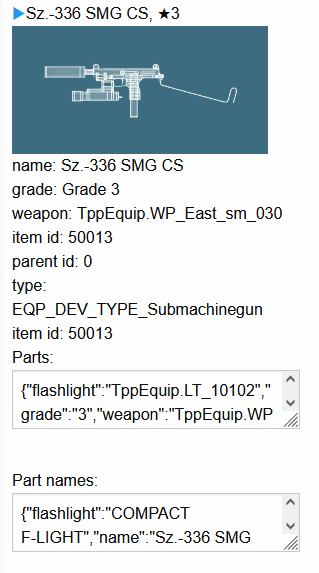 ▶Sz.-336 SMG CS, ★3
name: Sz.-336 SMG CS
grade: Grade 3
weapon: TppEquip.WP_East_sm_030
item id: 50013
parent id: 0
type:
EQP_DEV_TYPE_Submachinegun
item id: 50013
Parts:
{"flashlight":"TppEquip.LT_10102","
grade":"3","weapon":"TppEquip.WP
Part names:
{"flashlight":"COMPACT
F-LIGHT","name":"Sz.-336 SMG